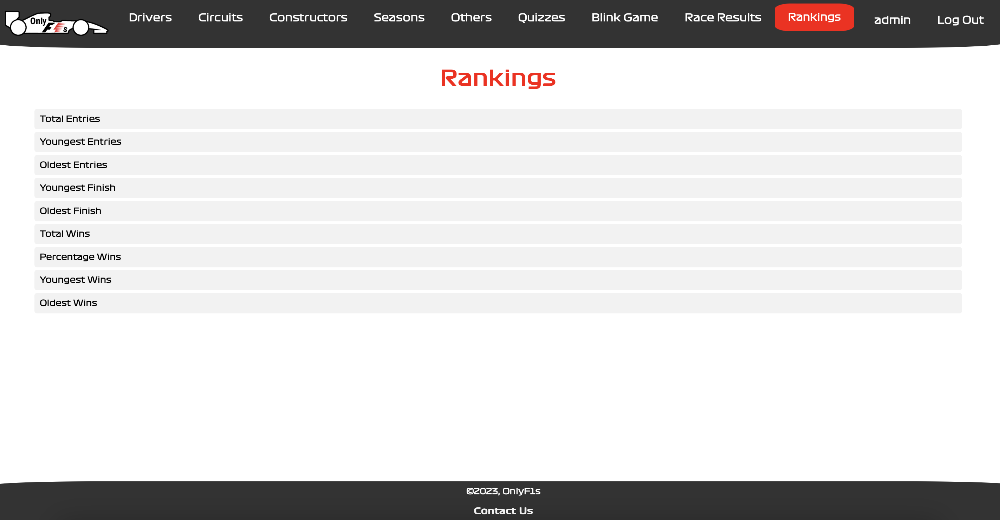 Only F1s Drivers Circuits Constructors Seasons Others Quizzes Blink Game Race Results Rankings admin Log Out
Rankings
Total Entries
Youngest Entries
Oldest Entries
Youngest Finish
Oldest Finish
Total Wins
Percentage Wins
Youngest Wins
Oldest Wins
©2023, OnlyF1s
Contact Us